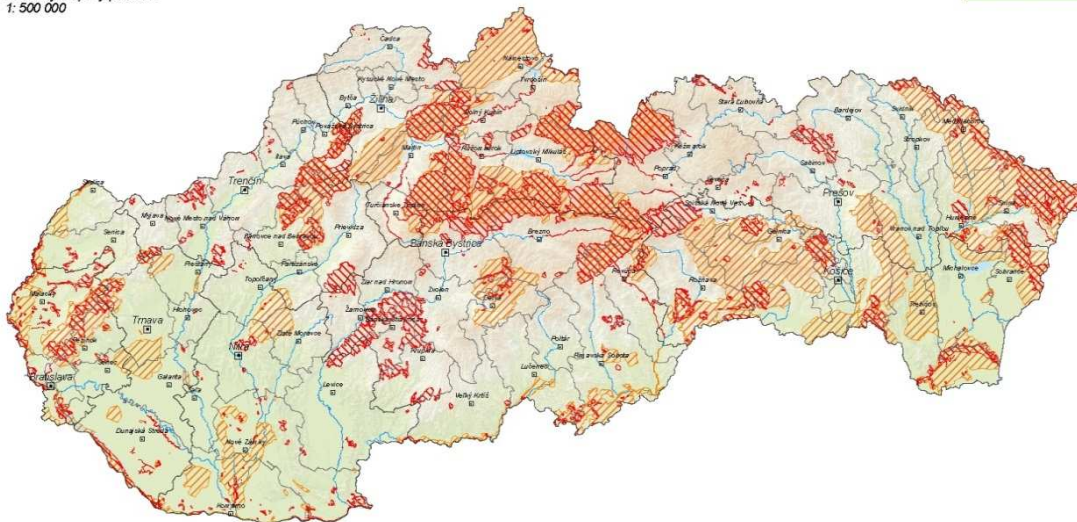 1: 500 000
Čadca
Námestovo
Tvrdošín
Kysucké Nové Mesto
Bytča
Žilina
Dolný Kubín
Stará Ľubovňa
Bardejov
Svidník
Stropkov
Medzilaborce
Púchov
Považská Bystrica
Martin
Ružomberok
Liptovský Mikuláš
Kežmarok
Sabinov
Ilava
Poprad
Levoča
Prešov
Trenčín
Skalica
Turčianske Teplice
Spišská Nová Ves
Humenné
Snina
Myjava
Nové Mesto nad Váhom
Prievidza
Brezno
Gelnica
Vranov nad Topľou
Senica
Bánovce nad Bebravou
Banská Bystrica
Piešťany
Partizánske
Revúca
Košice
Michalovce
Sobrance
Topoľčany
Žiar nad Hronom
Zvolen
Detva
Rožňava
Malacky
Hlohovec
Žarnovica
Trebišov
Trnava
Banská Štiavnica
Zlaté Moravce
Poltár
Pezinok
Nitra
Krupina
Rimavská Sobota
Senec
Lučenec
Bratislava
Galanta
Šaľa
Levice
Veľký Krtíš
Dunajská Streda
Nové Zámky
Komárno